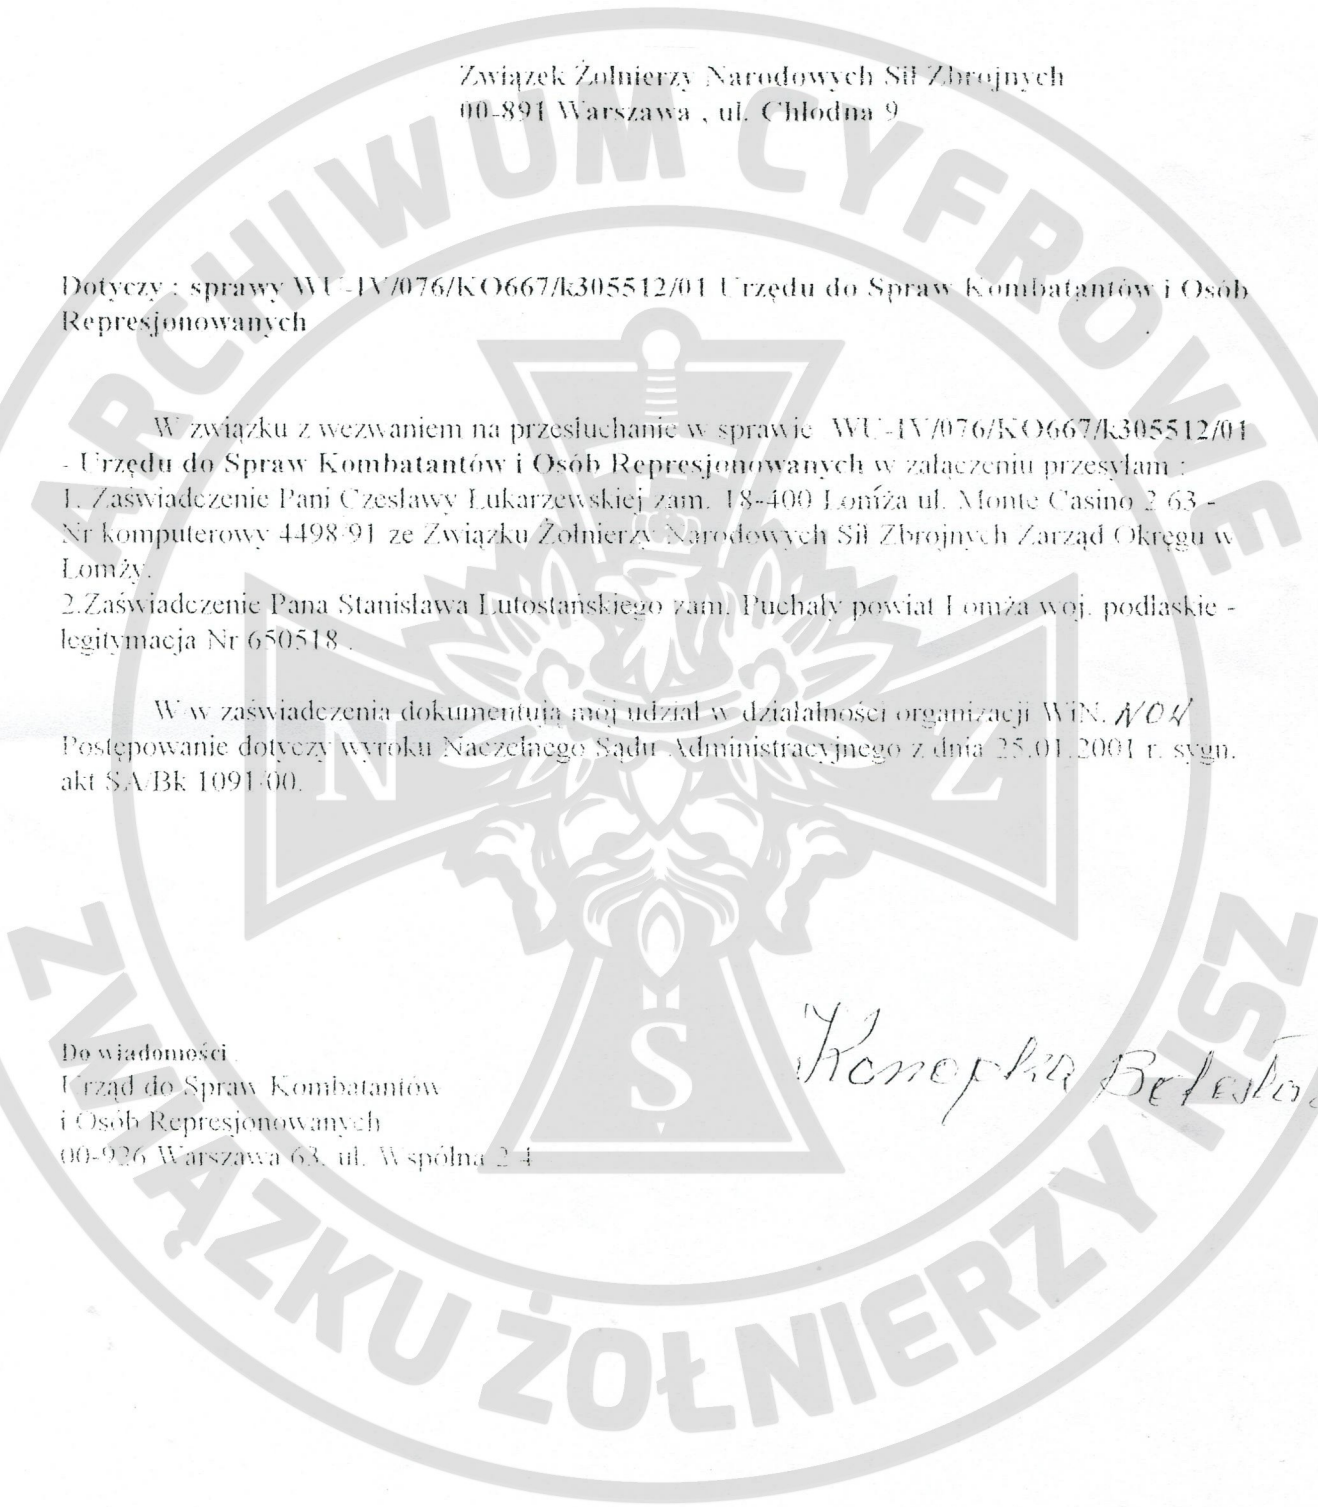 Związek Żołnierzy Narodowych Sił Zbrojnych
00-891 Warszawa , ul. Chłodna 9
Dotyczy : sprawy WU-IV/076/KO667/k305512/01 Urzędu do Spraw Kombatantów i Osób
Represjonowanych
W związku z wezwaniem na przesłuchanie w sprawie WU-IV/076/KO667/k305512/01
- Urzędu do Spraw Kombatantów i Osób Represjonowanych w załączeniu przesyłam :
1. Zaświadczenie Pani Czesławy Łukarzewskiej zam. 18-400 Łomża ul. Monte Casino 2/63 -
Nr komputerowy 4498/91 ze Związku Żołnierzy Narodowych Sił Zbrojnych Zarząd Okręgu w
Łomży.
2.Zaświadczenie Pana Stanisława Lutostańskiego zam. Puchały powiat Łomża woj. podlaskie -
legitymacja Nr 650518 .
W/w zaświadczenia dokumentują mój udział w działalności organizacji WiN, NOW
Postępowanie dotyczy wyroku Naczelnego Sądu Administracyjnego z dnia 25.01.2001 r. sygn.
akt SA/Bk 1091/00.
Konopka
Do wiadomości
Urząd do Spraw Kombatantów
i Osób Represjonowanych
00-926 Warszawa 63, ul. Wspólna 2/4
ARCHIWUM CYFROWE
ZWIĄZKU ŻOŁNIERZY NSZ
N
Z
S